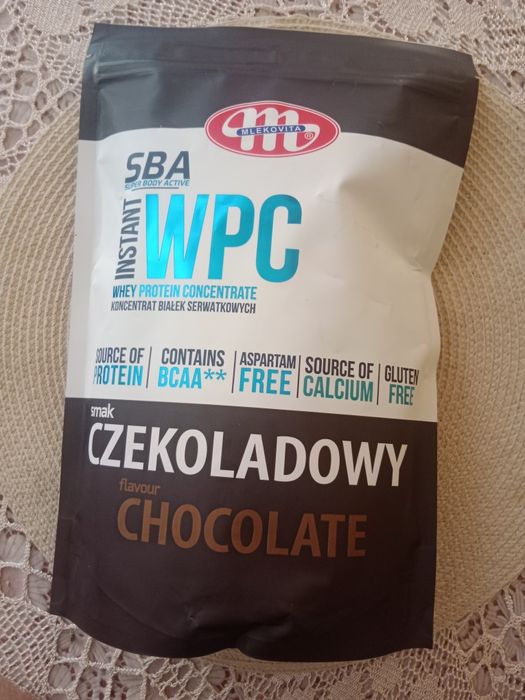 m
MLEKOVITA ®
SBA
SUPER BODY ACTIVE
INSTANT
WPC
WHEY PROTEIN CONCENTRATE
KONCENTRAT BIAŁEK SERWATKOWYCH
SOURCE OF
PROTEIN
CONTAINS
BCAA**
ASPARTAM
FREE
SOURCE OF
CALCIUM
GLUTEN
FREE
smak
CZEKOLADOWY
flavour
CHOCOLATE